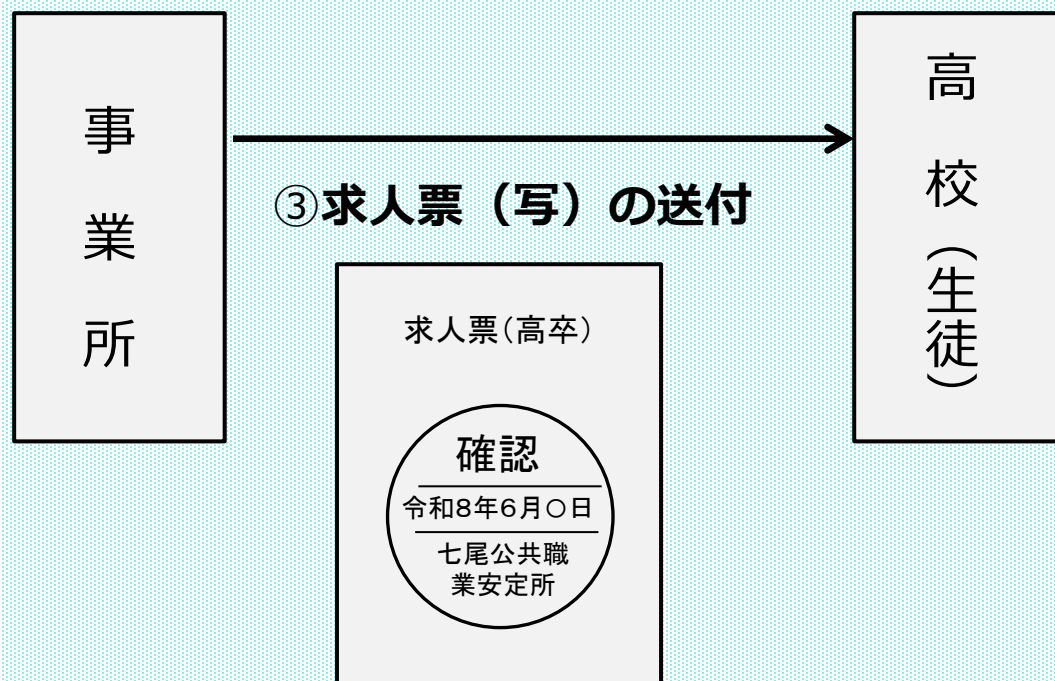 事業所
③求人票（写）の送付
高校（生徒）
求人票（高卒）
確認
令和８年６月〇日
七尾公共職
業安定所